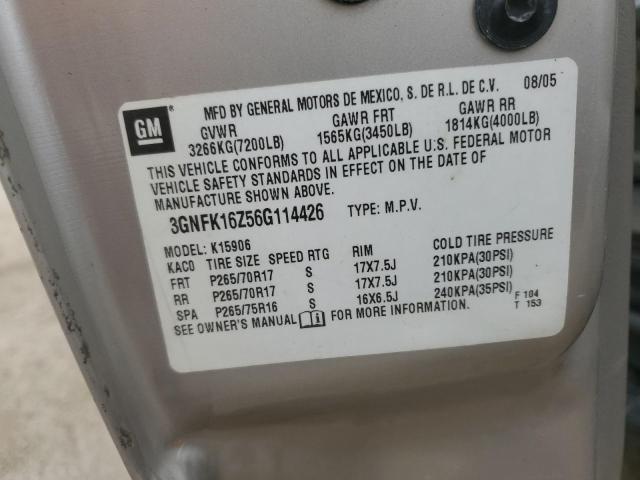 GM ®
MFD BY GENERAL MOTORS DE MEXICO, S. DE R.L. DE C.V. 08/05
GVWR GAWR FRT GAWR RR
3266KG(7200LB) 1565KG(3450LB) 1814KG(4000LB)
THIS VEHICLE CONFORMS TO ALL APPLICABLE U.S. FEDERAL MOTOR
VEHICLE SAFETY STANDARDS IN EFFECT ON THE DATE OF
MANUFACTURE SHOWN ABOVE.
3GNFK16Z56G114426 TYPE: M.P.V.
MODEL: K15906
KACO TIRE SIZE SPEED RTG RIM COLD TIRE PRESSURE
FRT P265/70R17 S 17X7.5J 210KPA(30PSI)
RR P265/70R17 S 17X7.5J 210KPA(30PSI)
SPA P265/75R16 S 16X6.5J 240KPA(35PSI) F 104
SEE OWNER'S MANUAL i FOR MORE INFORMATION. T 153